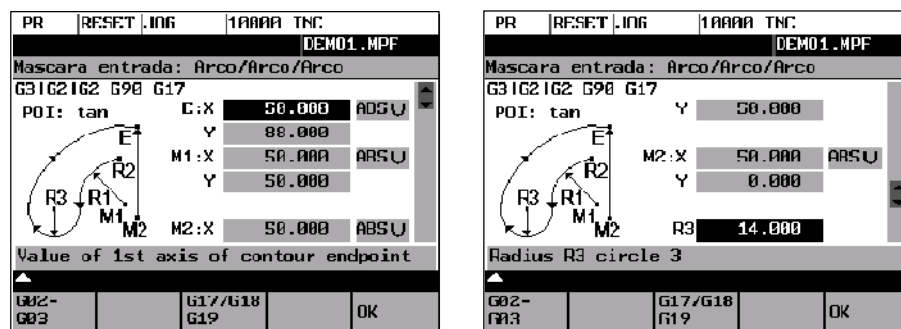 PR RESET JOG 10000 INC
DEMO1.MPF
Mascara entrada: Arco/Arco/Arco
G3|G2|G2 G90 G17
POI: tan E:X 50.000 ABS U
Y 88.000
M1:X 50.000 ABS U
Y 50.000
M2:X 50.000 ABS U
E
R2
R3 R1
M1
M2
Value of 1st axis of contour endpoint
G02-
G03
G17/G18
G19
OK
PR RESET JOG 10000 INC
DEMO1.MPF
Mascara entrada: Arco/Arco/Arco
G3|G2|G2 G90 G17
POI: tan Y 50.000
M2:X 50.000 ABS U
Y 0.000
R3 14.000
E
R2
R3 R1
M1
M2
Radius R3 circle 3
G02-
G03
G17/G18
G19
OK